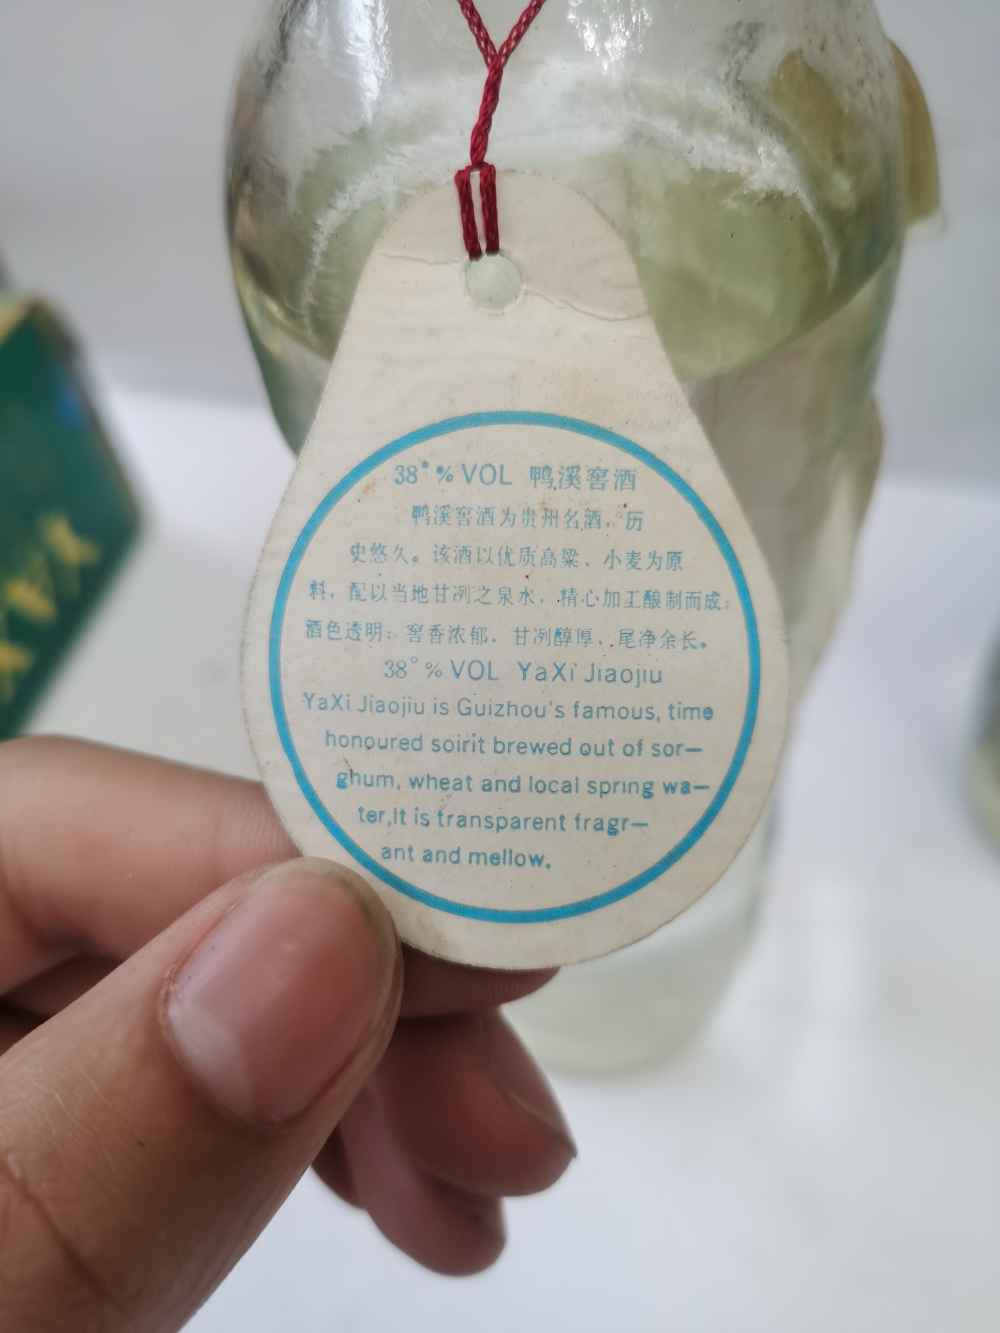 38°% VOL 鸭溪窖酒
鸭溪窖酒为贵州名酒，历
史悠久。该酒以优质高粱、小麦为原
料，配以当地甘冽之泉水，精心加工酿制而成；
酒色透明；窖香浓郁，甘冽醇厚、尾净余长。
38°% VOL YaXi Jiaojiu
YaXi Jiaojiu is Guizhou's famous, time
honoured soirit brewed out of sor—
ghum, wheat and local spring wa—
ter,It is transparent fragr—
ant and mellow.